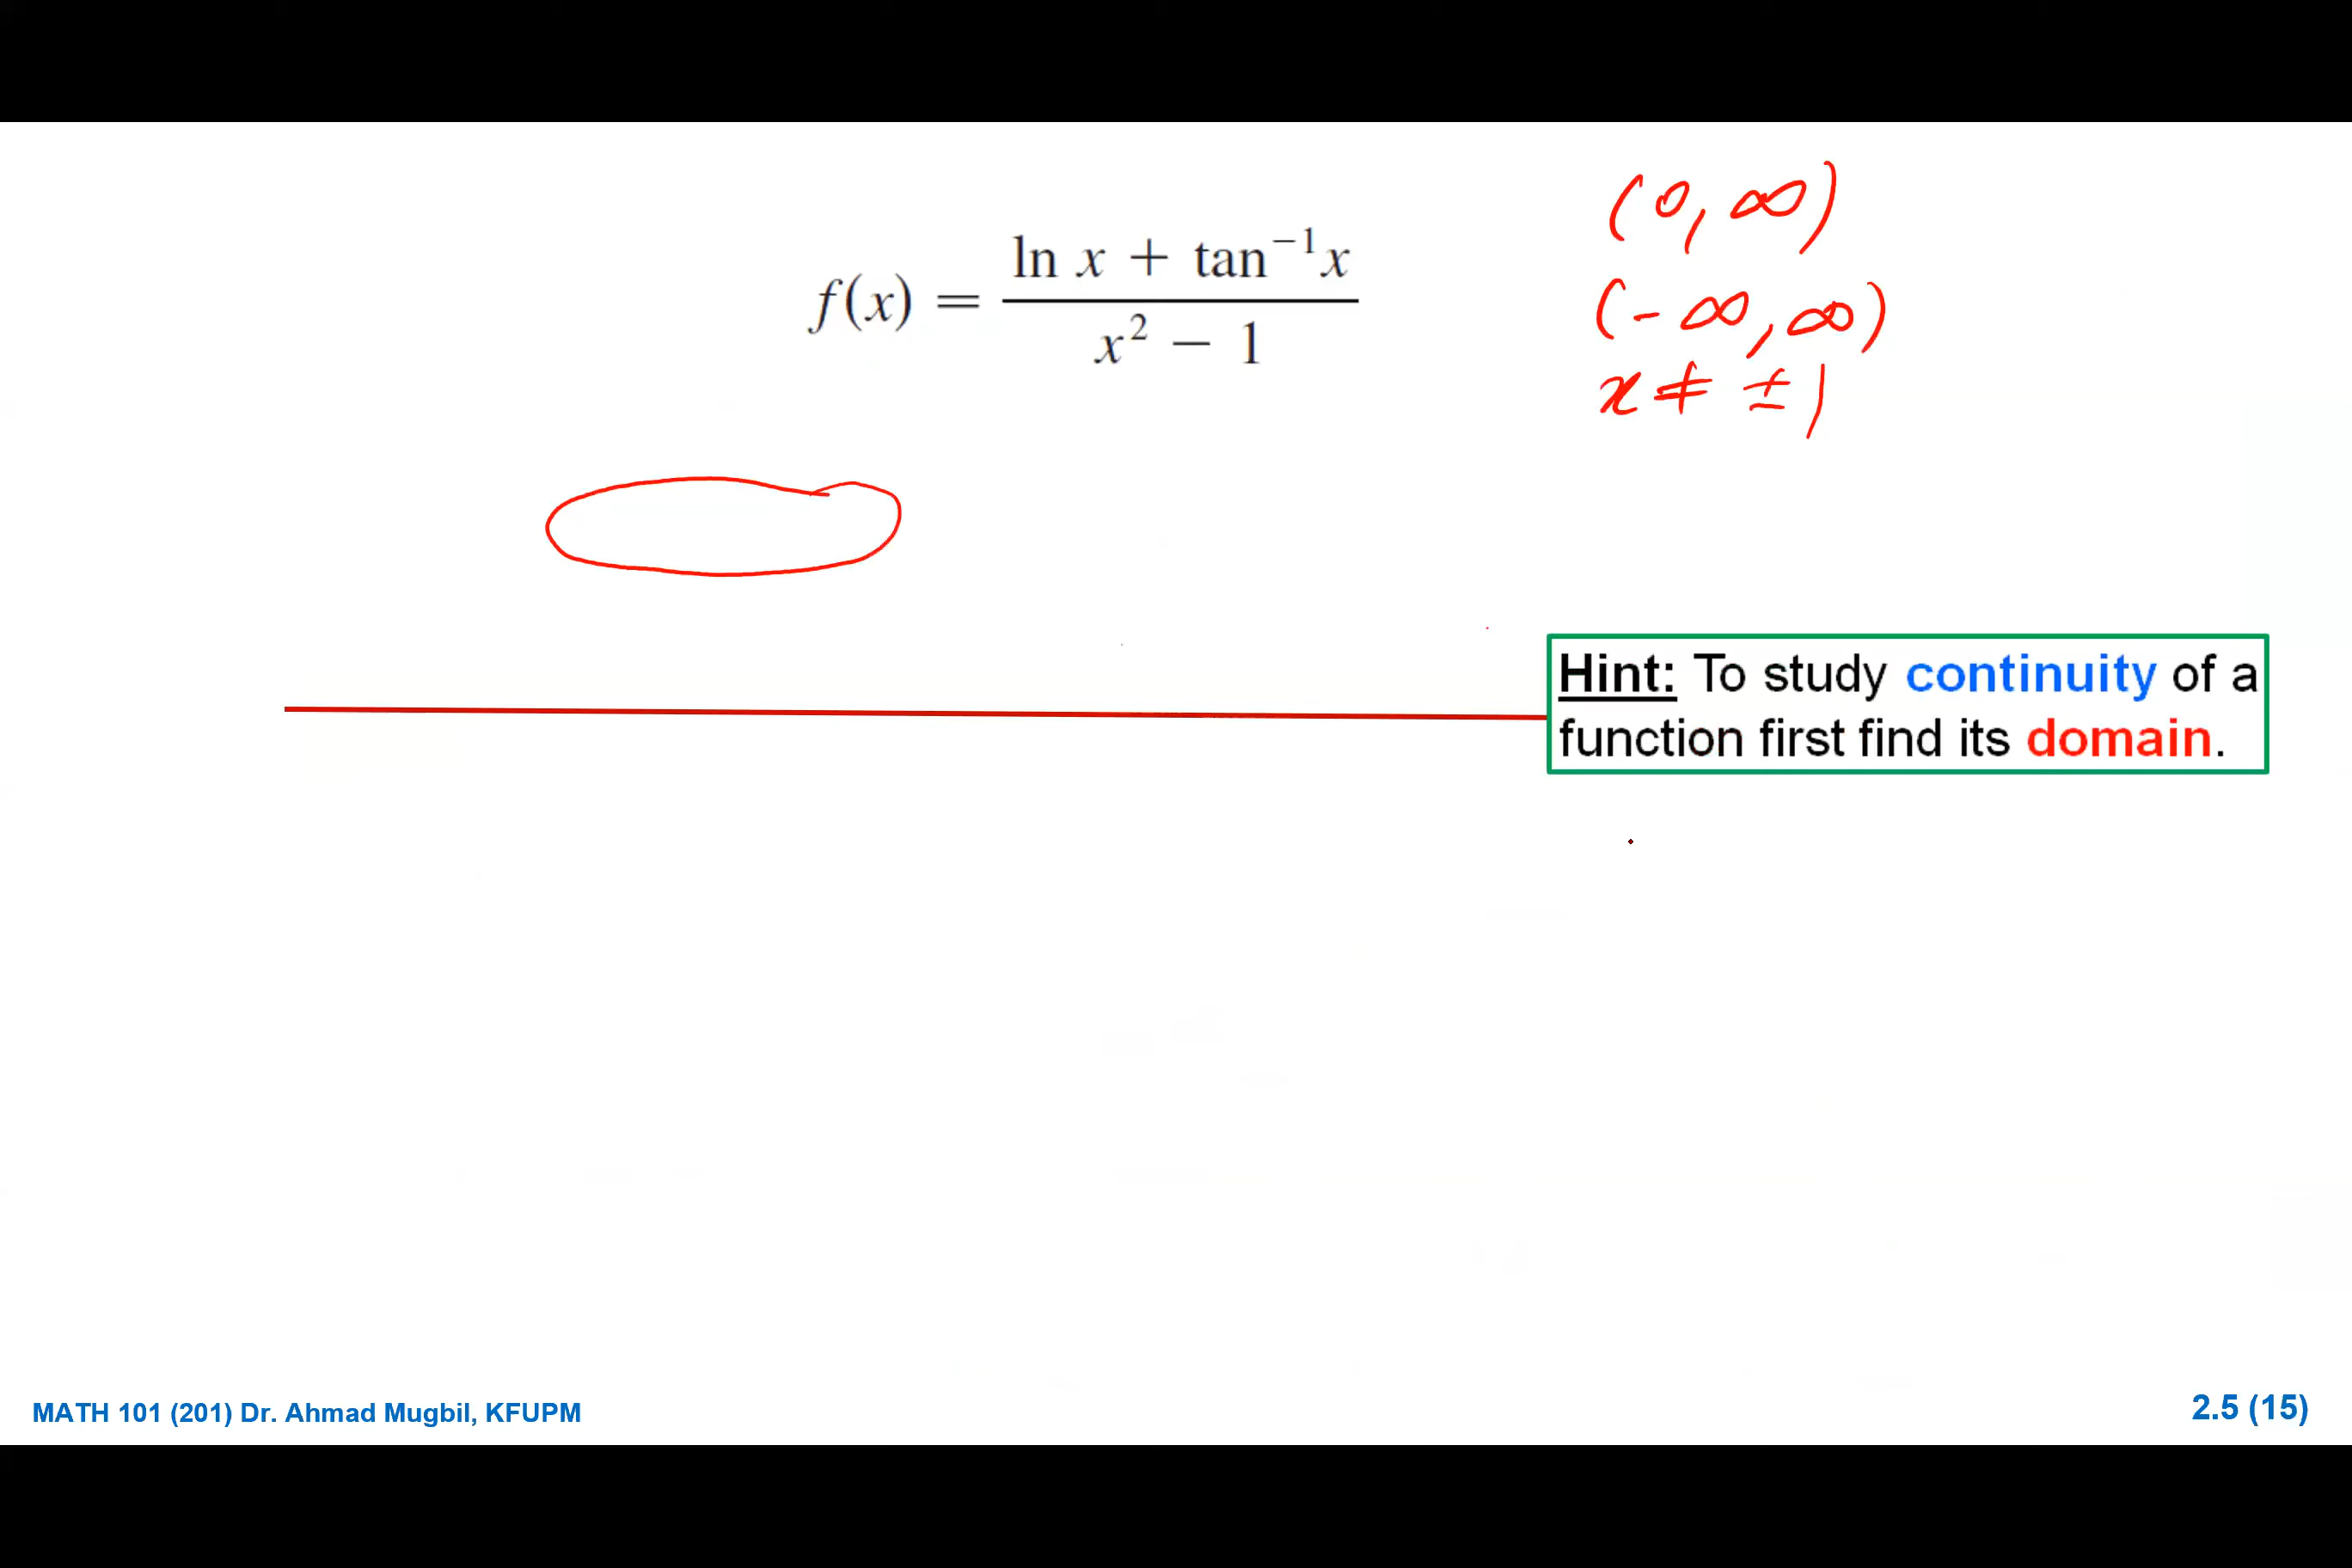 (0, ∞)
f(x) = (ln x + tan⁻¹x) / (x² − 1)
(-∞, ∞)
x ≠ ±1
Hint: To study continuity of a
function first find its domain.
MATH 101 (201) Dr. Ahmad Mugbil, KFUPM
2.5 (15)